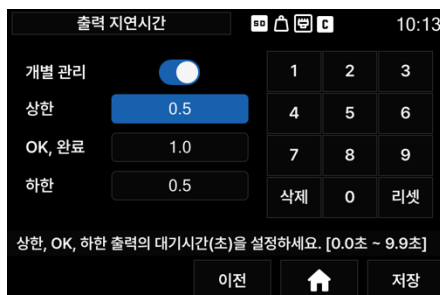 출력 지연시간 SD C 10:13
개별 관리
상한 0.5
OK, 완료 1.0
하한 0.5
1 2 3
4 5 6
7 8 9
삭제 0 리셋
상한, OK, 하한 출력의 대기시간(초)을 설정하세요. [0.0초 ~ 9.9초]
이전 저장